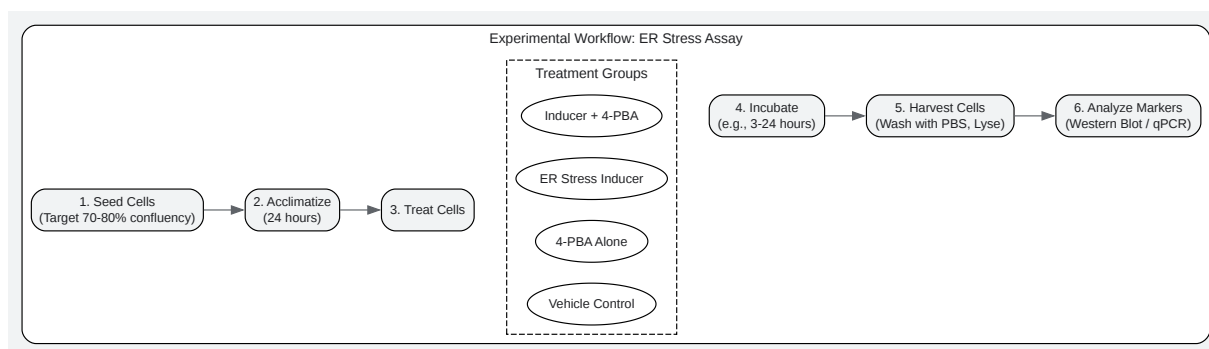 Experimental Workflow: ER Stress Assay
1. Seed Cells
(Target 70-80% confluency)
2. Acclimatize
(24 hours)
3. Treat Cells
Treatment Groups
Inducer + 4-PBA
ER Stress Inducer
4-PBA Alone
Vehicle Control
4. Incubate
(e.g., 3-24 hours)
5. Harvest Cells
(Wash with PBS, Lyse)
6. Analyze Markers
(Western Blot / qPCR)